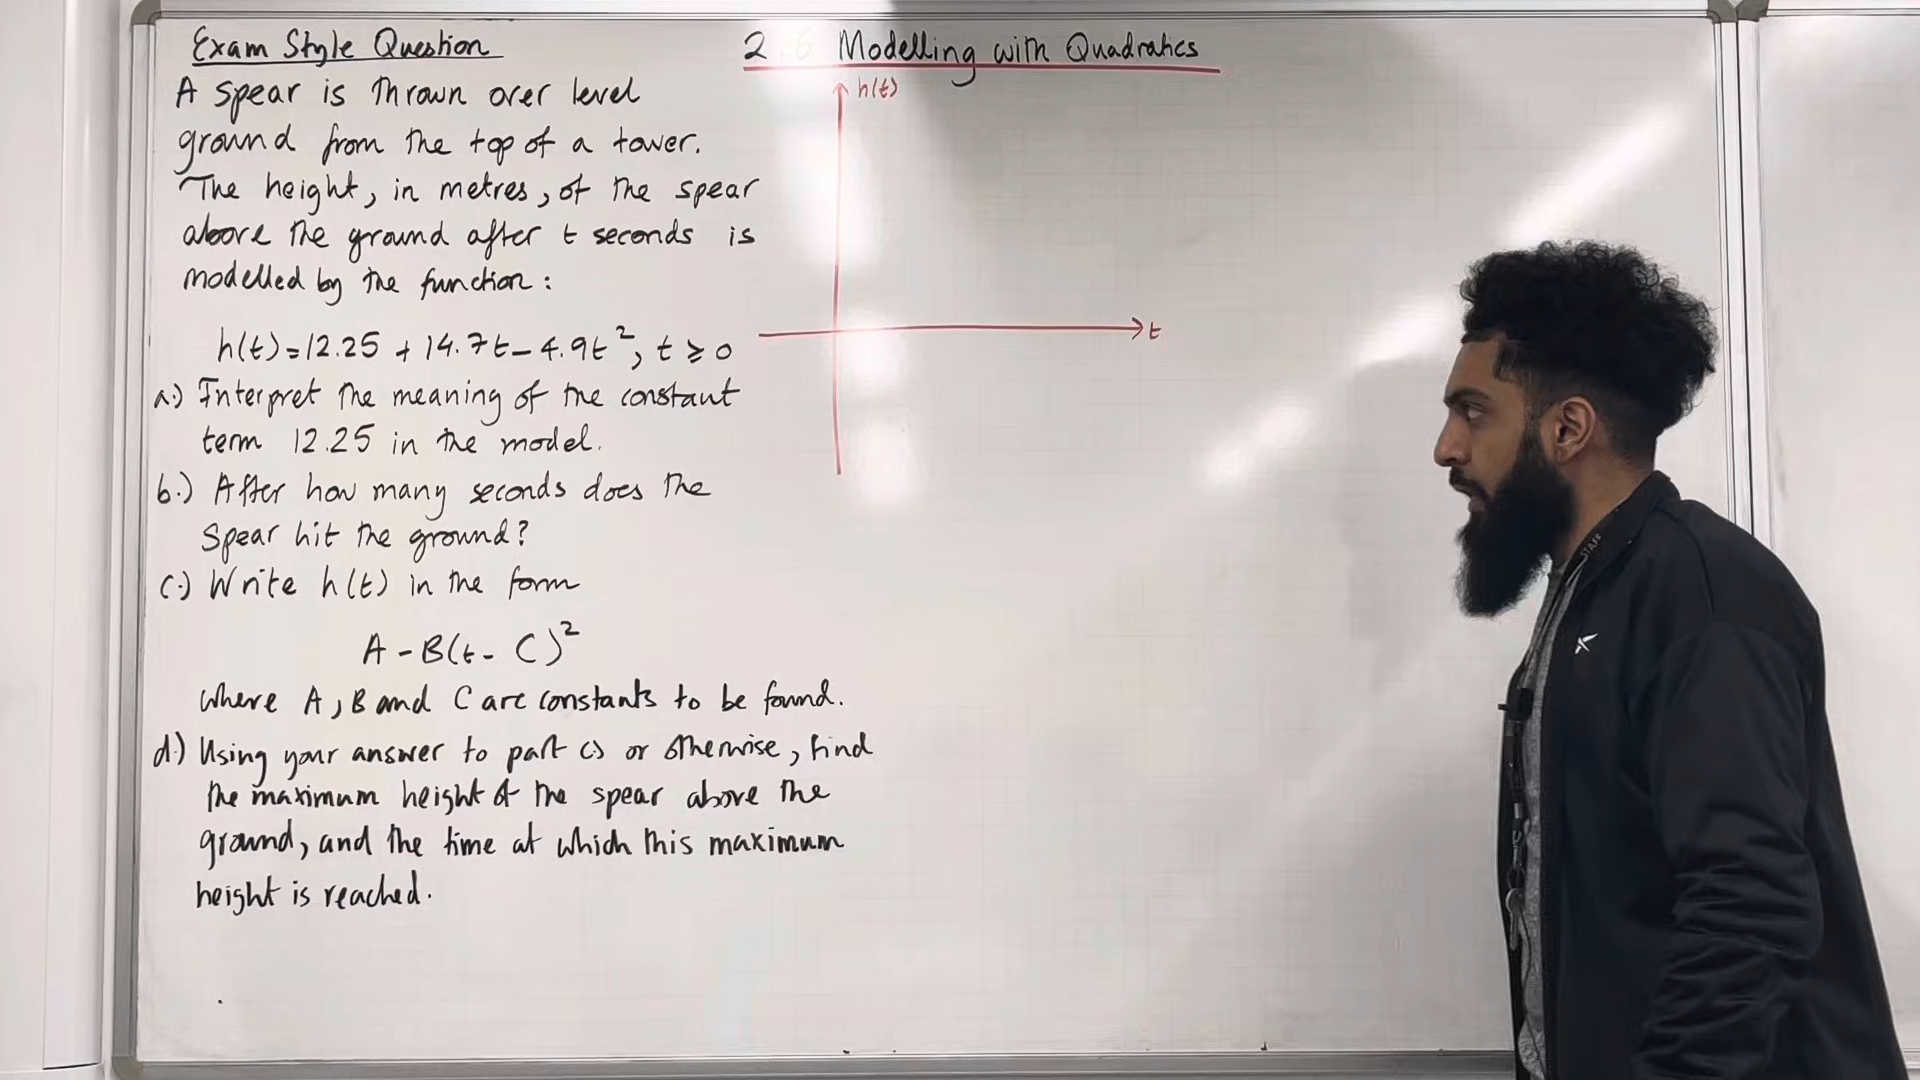 Exam Style Question
A spear is thrown over level
ground from the top of a tower.
The height, in metres, of the spear
above the ground after t seconds is
modelled by the function:
h(t)=12.25 + 14.7t - 4.9t², t ≥ 0
a.) Interpret the meaning of the constant
term 12.25 in the model.
b.) After how many seconds does the
Spear hit the ground?
c.) Write h(t) in the form
A - B(t - C)²
where A, B and C are constants to be found.
d.) Using your answer to part c) or otherwise, find
the maximum height of the spear above the
ground, and the time at which this maximum
height is reached.
2.6 Modelling with Quadratics
h(t)
t
STAFF